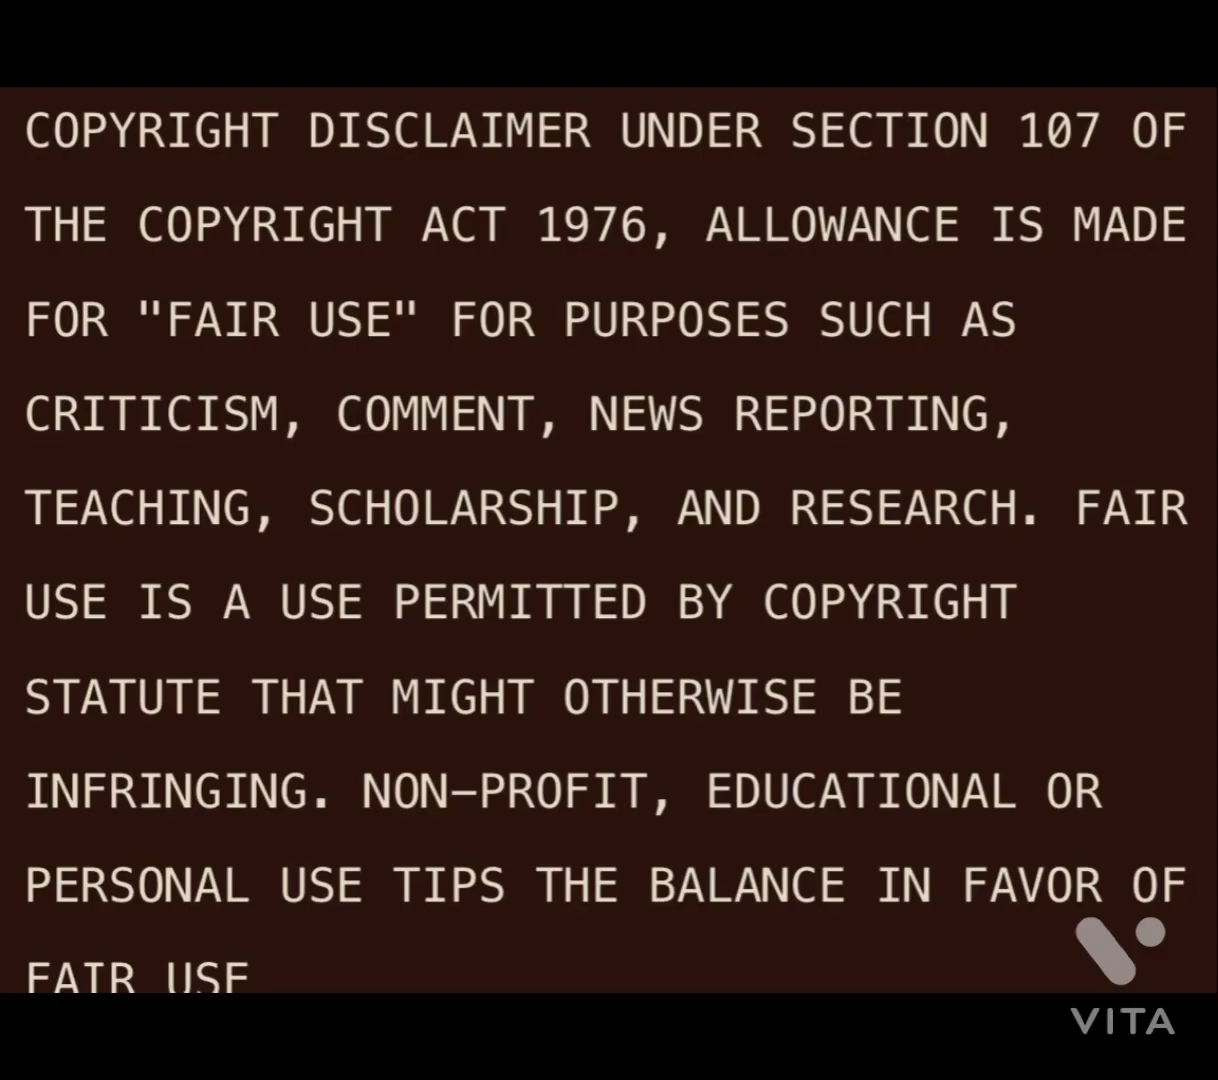 COPYRIGHT DISCLAIMER UNDER SECTION 107 OF
THE COPYRIGHT ACT 1976, ALLOWANCE IS MADE
FOR "FAIR USE" FOR PURPOSES SUCH AS
CRITICISM, COMMENT, NEWS REPORTING,
TEACHING, SCHOLARSHIP, AND RESEARCH. FAIR
USE IS A USE PERMITTED BY COPYRIGHT
STATUTE THAT MIGHT OTHERWISE BE
INFRINGING. NON–PROFIT, EDUCATIONAL OR
PERSONAL USE TIPS THE BALANCE IN FAVOR OF
FAIR USE
VITA